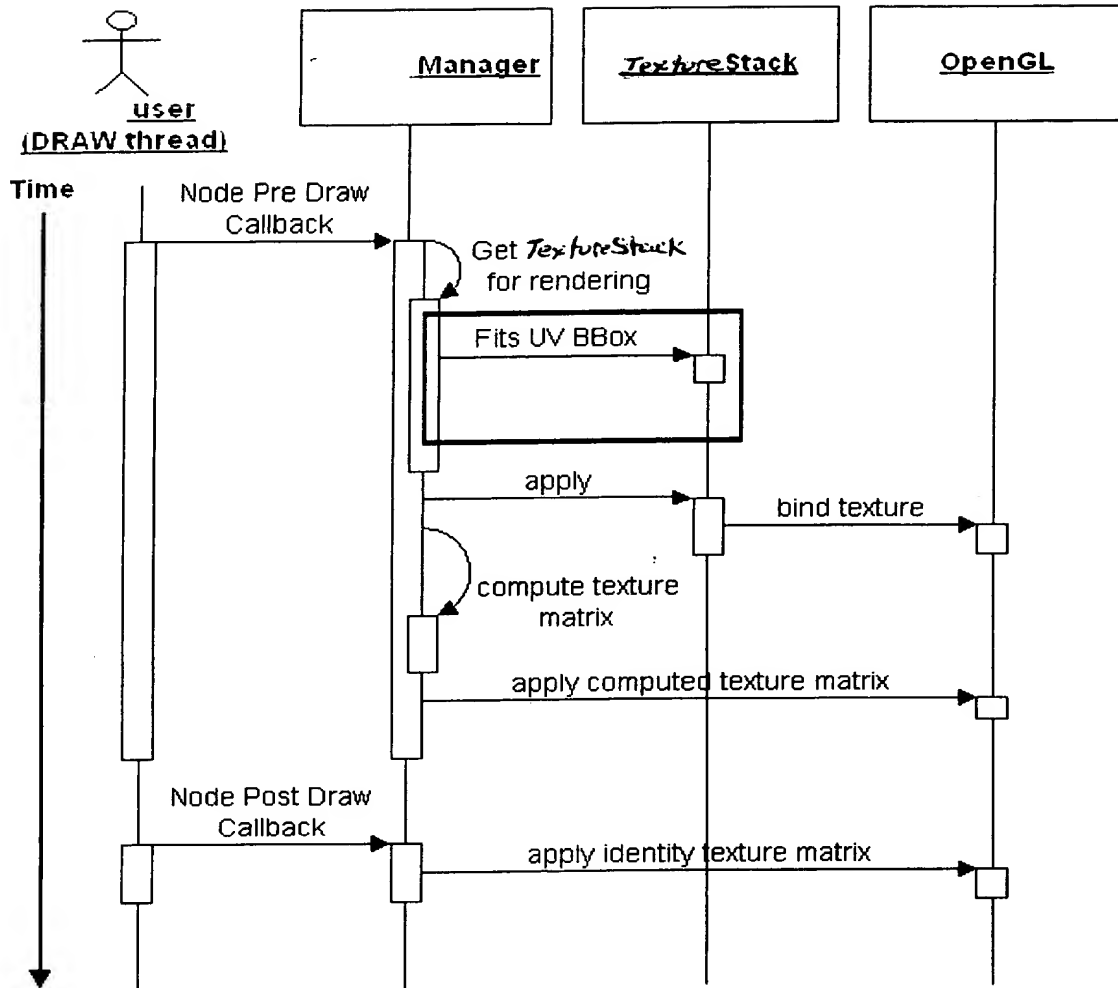 Manager
TextureStack
OpenGL
user
(DRAW thread)
Time
Node Pre Draw
Callback
Get TextureStack
for rendering
Fits UV BBox
apply
bind texture
compute texture
matrix
apply computed texture matrix
Node Post Draw
Callback
apply identity texture matrix